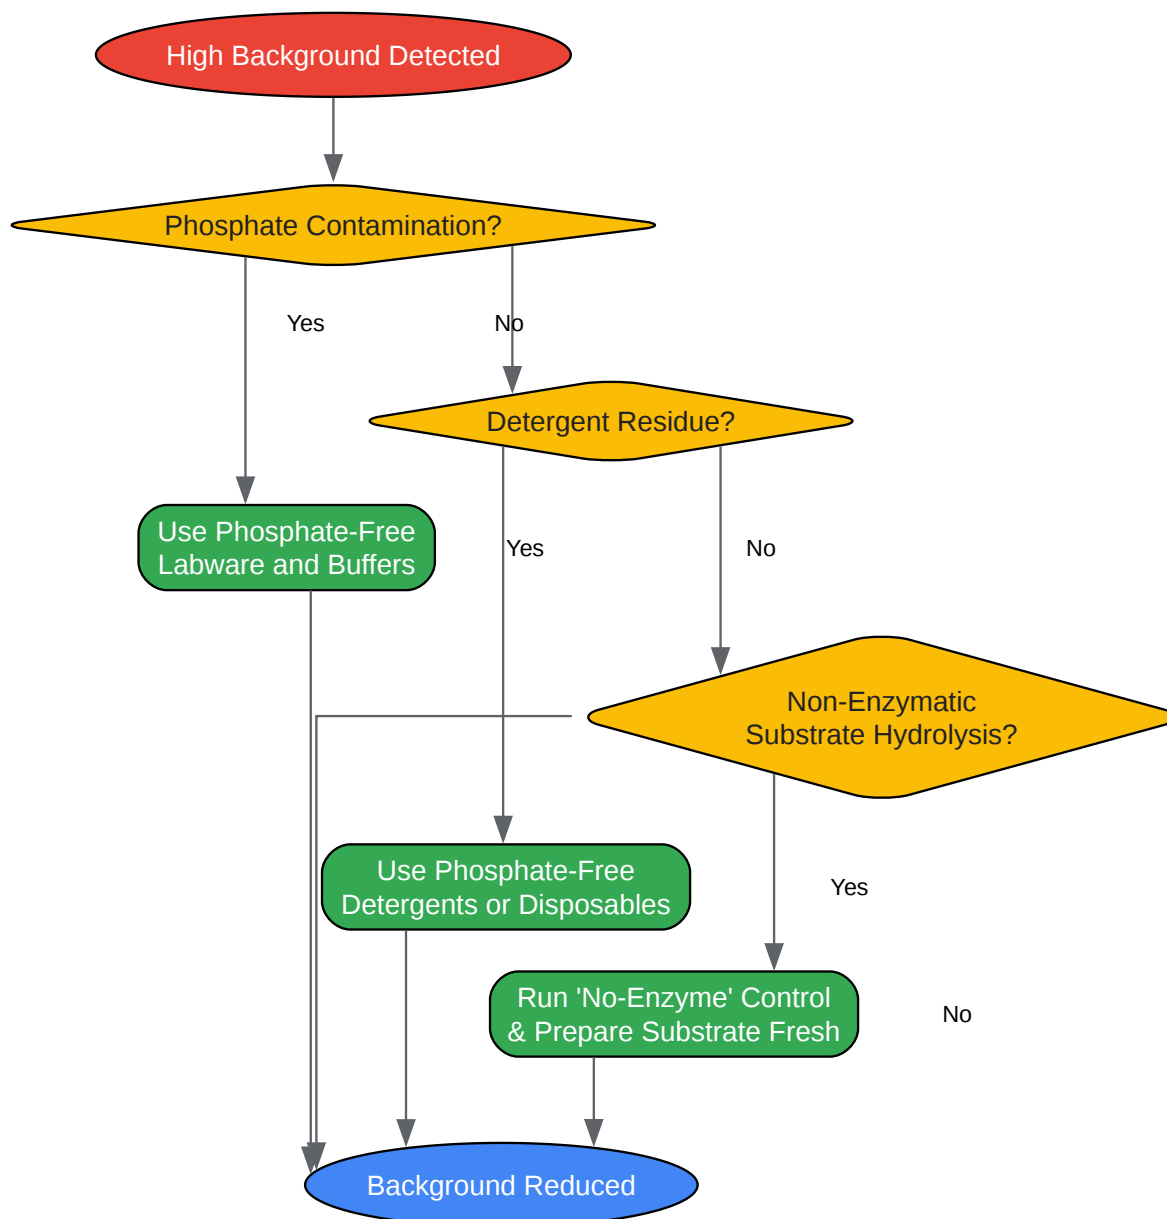 High Background Detected
Phosphate Contamination?
Yes
No
Detergent Residue?
Use Phosphate-Free
Labware and Buffers
Yes
No
Non-Enzymatic
Substrate Hydrolysis?
Use Phosphate-Free
Detergents or Disposables
Yes
Run 'No-Enzyme' Control
& Prepare Substrate Fresh
No
Background Reduced